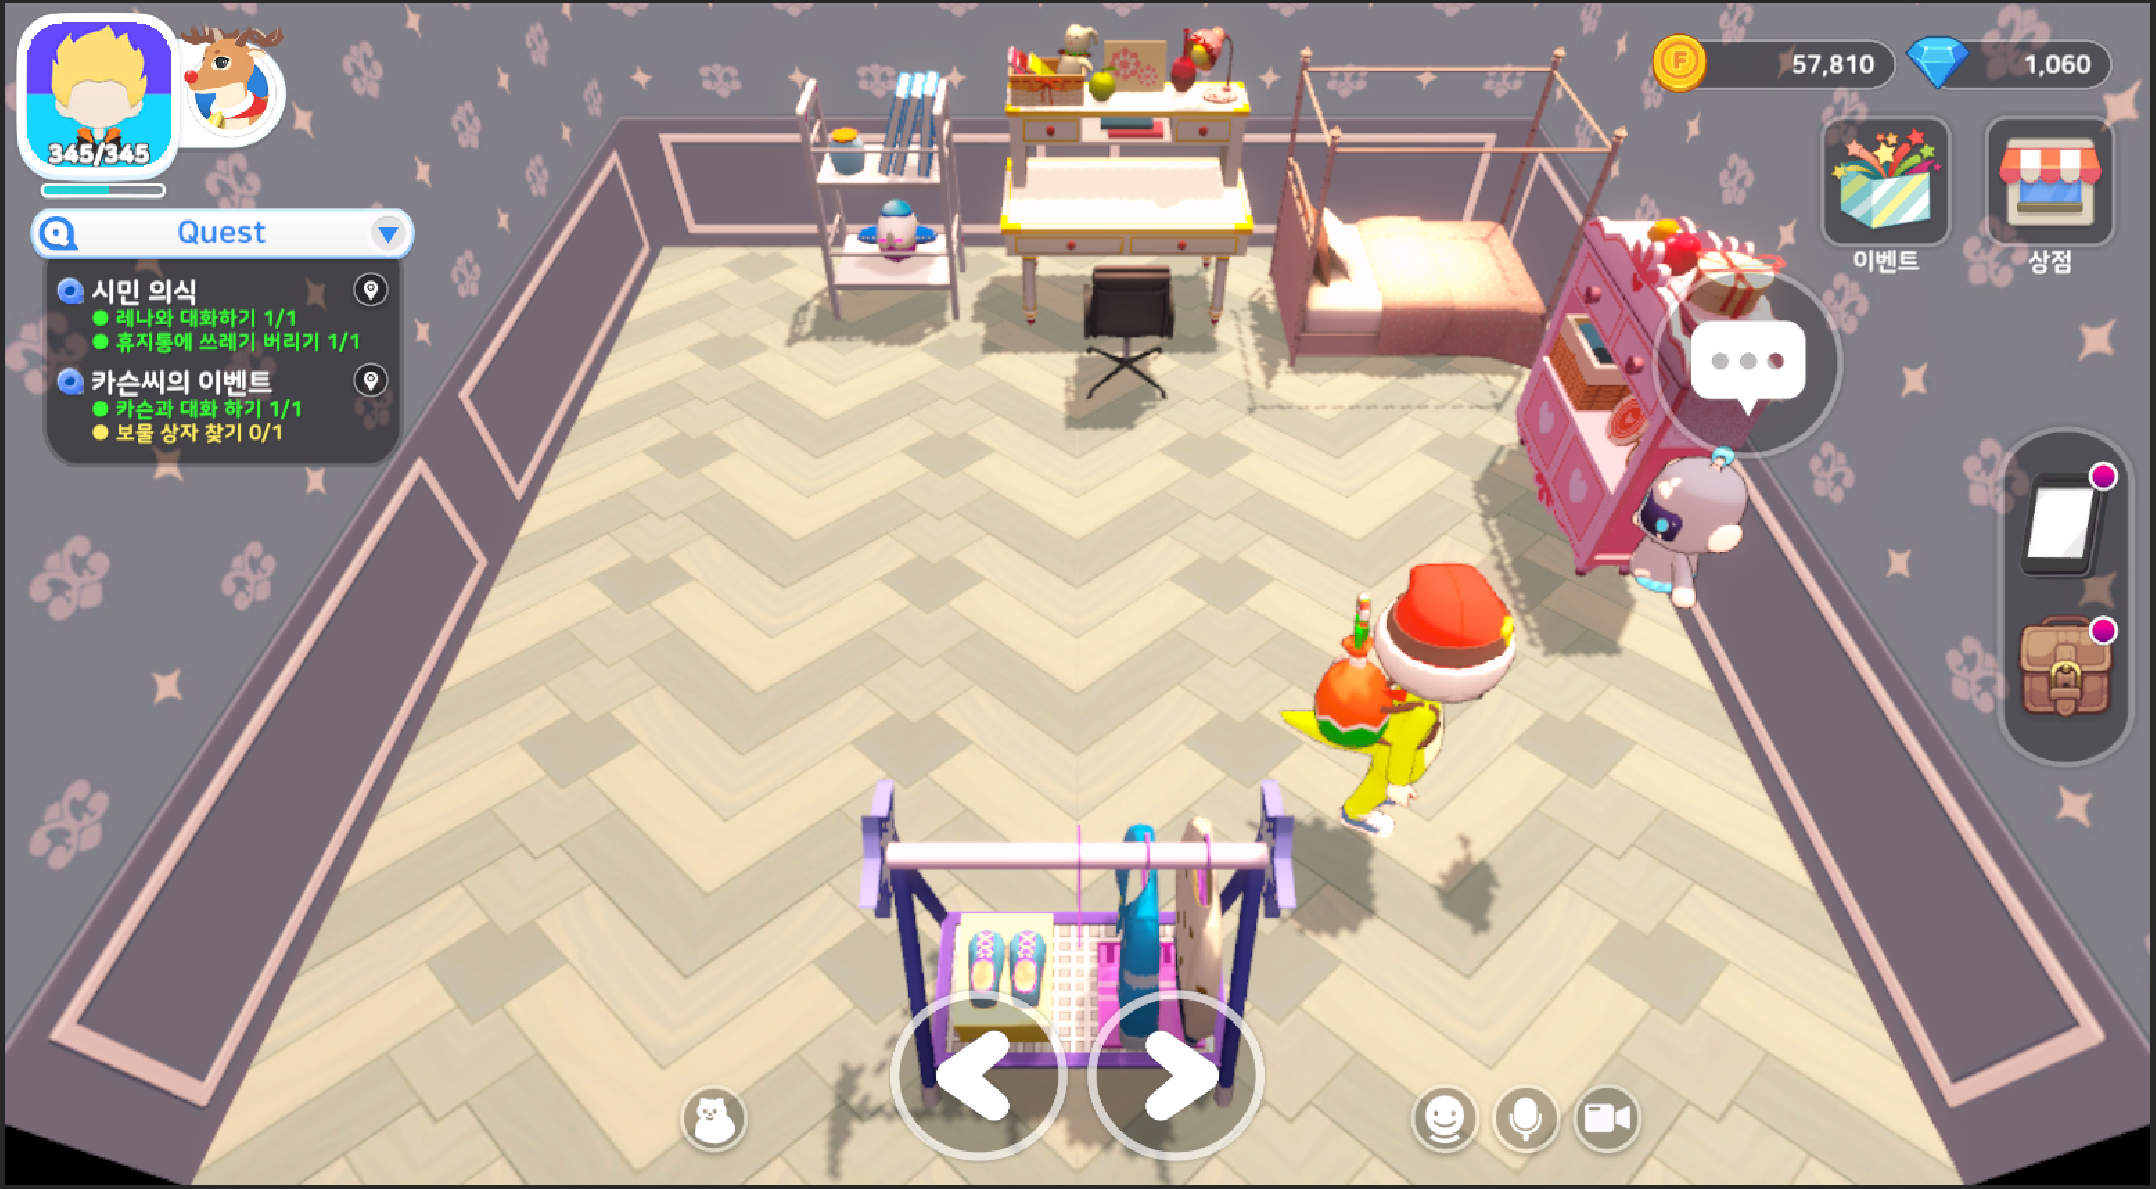 345/345
57,810
1,060
Quest
이벤트
상점
시민 의식
레나와 대화하기 1/1
휴지통에 쓰레기 버리기 1/1
카슨씨의 이벤트
카슨과 대화 하기 1/1
보물 상자 찾기 0/1